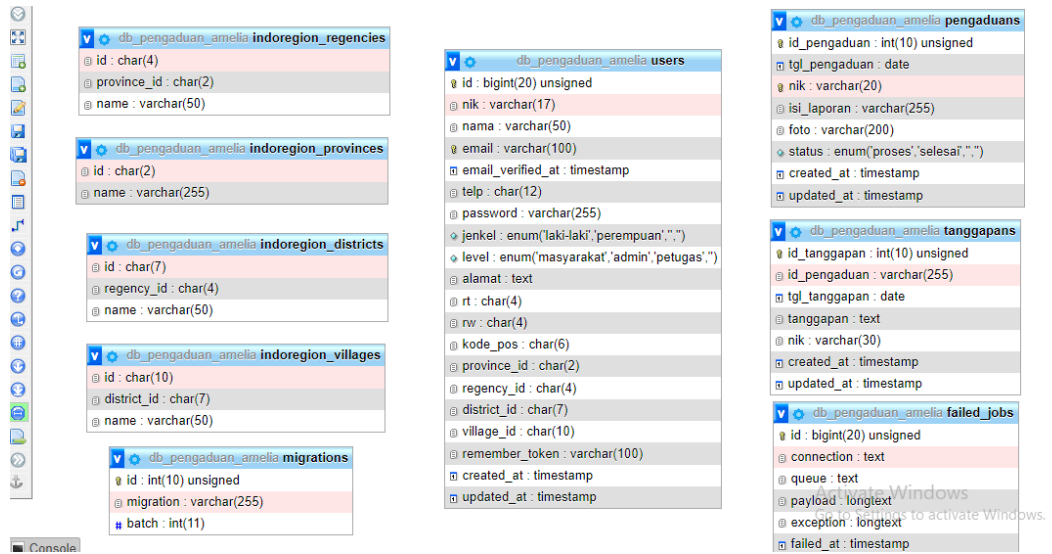 db_pengaduan_amelia indoregion_regencies
id : char(4)
province_id : char(2)
name : varchar(50)
db_pengaduan_amelia indoregion_provinces
id : char(2)
name : varchar(255)
db_pengaduan_amelia indoregion_districts
id : char(7)
regency_id : char(4)
name : varchar(50)
db_pengaduan_amelia indoregion_villages
id : char(10)
district_id : char(7)
name : varchar(50)
db_pengaduan_amelia migrations
id : int(10) unsigned
migration : varchar(255)
batch : int(11)
db_pengaduan_amelia users
id : bigint(20) unsigned
nik : varchar(17)
nama : varchar(50)
email : varchar(100)
email_verified_at : timestamp
telp : char(12)
password : varchar(255)
jenkel : enum('laki-laki','perempuan','','')
level : enum('masyarakat','admin','petugas','')
alamat : text
rt : char(4)
rw : char(4)
kode_pos : char(6)
province_id : char(2)
regency_id : char(4)
district_id : char(7)
village_id : char(10)
remember_token : varchar(100)
created_at : timestamp
updated_at : timestamp
db_pengaduan_amelia pengaduans
id_pengaduan : int(10) unsigned
tgl_pengaduan : date
nik : varchar(20)
isi_laporan : varchar(255)
foto : varchar(200)
status : enum('proses','selesai','','')
created_at : timestamp
updated_at : timestamp
db_pengaduan_amelia tanggapans
id_tanggapan : int(10) unsigned
id_pengaduan : varchar(255)
tgl_tanggapan : date
tanggapan : text
nik : varchar(30)
created_at : timestamp
updated_at : timestamp
db_pengaduan_amelia failed_jobs
id : bigint(20) unsigned
connection : text
queue : text
payload : longtext
exception : longtext
failed_at : timestamp
Activate Windows
Go to Settings to activate Windows.
Console